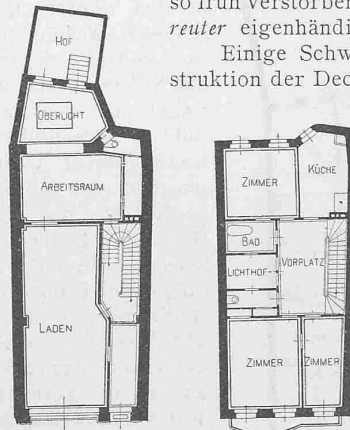 so früh verstorben
reuter eigenhändi
Einige Schw
struktion der Dec
HOF
OBERLICHT
ARBEITSRAUM
LADEN
ZIMMER
KÜCHE
BAD
LICHTHOF
VORPLATZ
ZIMMER
ZIMMER